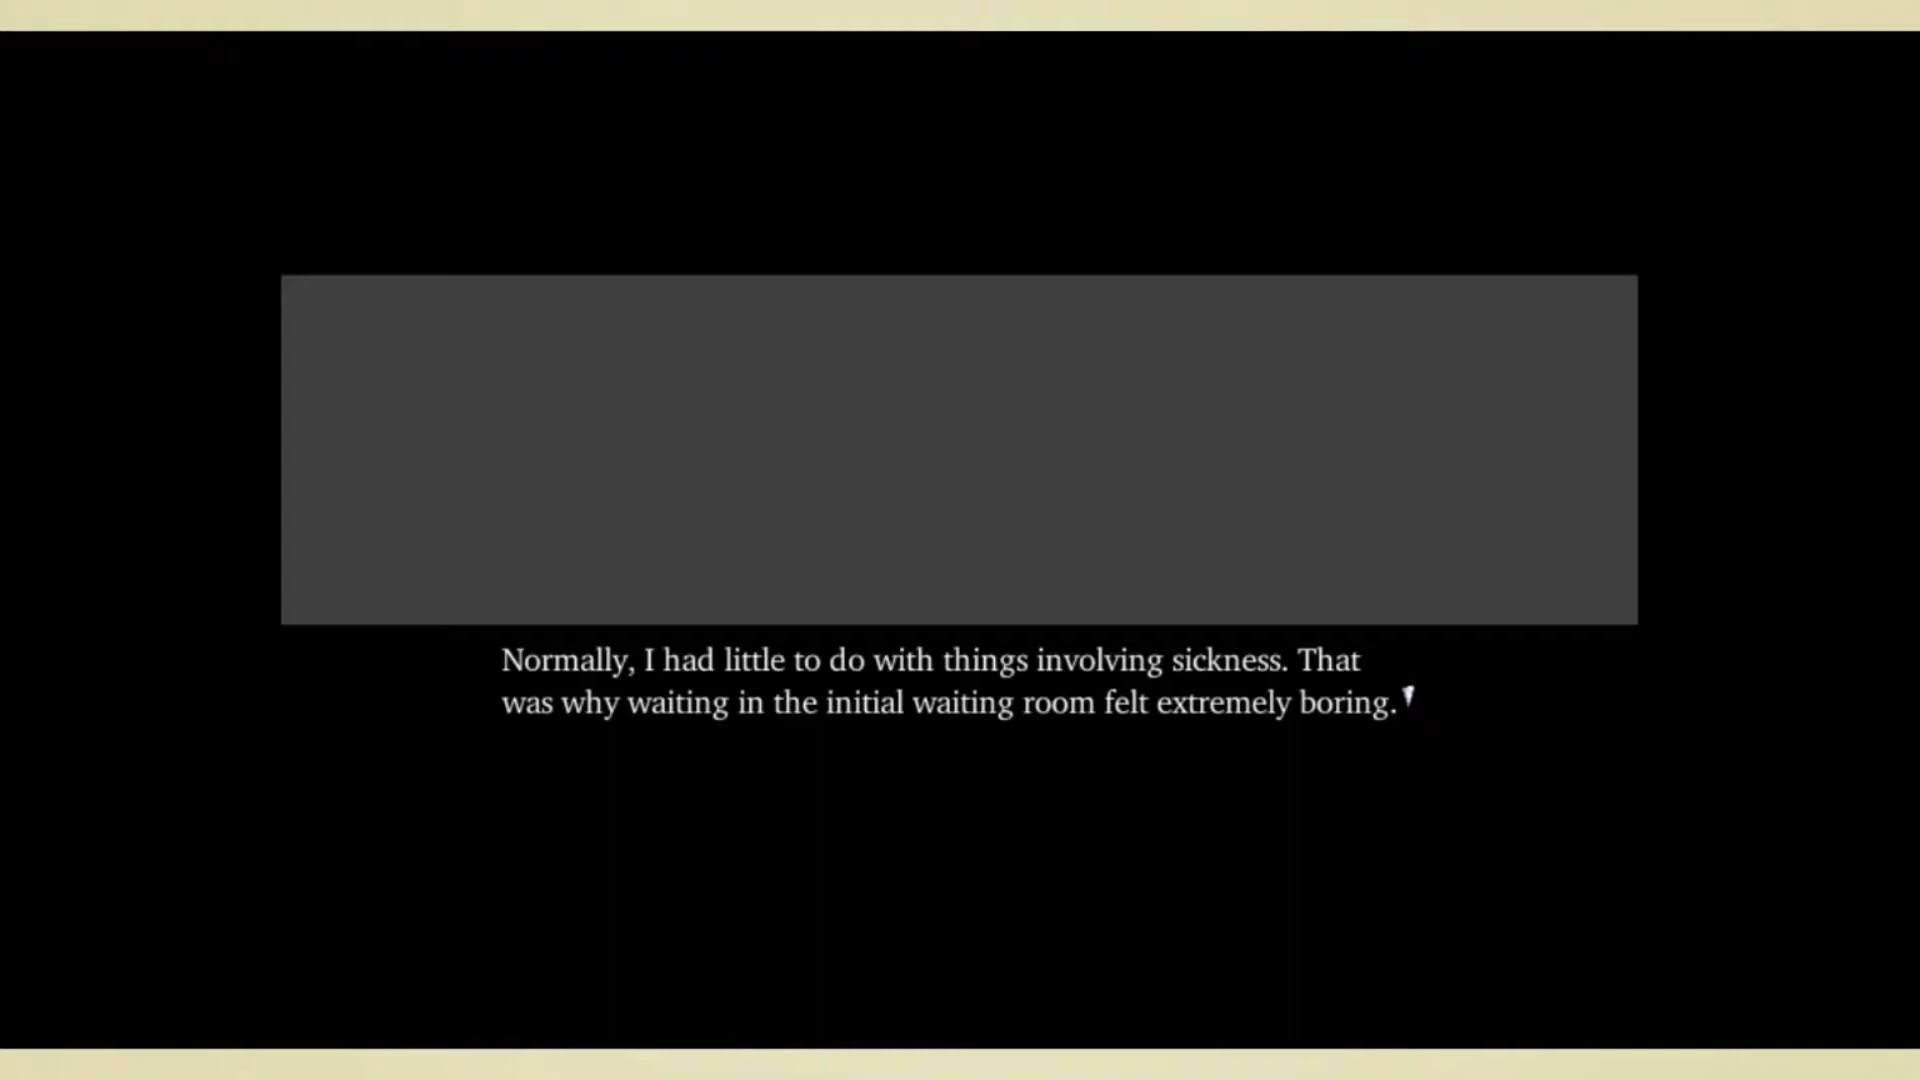 Normally, I had little to do with things involving sickness. That
was why waiting in the initial waiting room felt extremely boring.